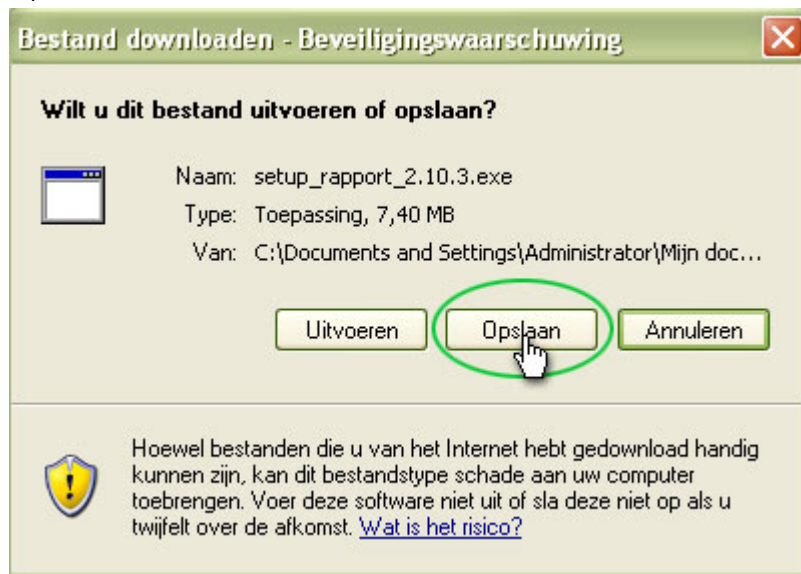 Bestand downloaden - Beveiligingswaarschuwing
Wilt u dit bestand uitvoeren of opslaan?
Naam: setup_rapport_2.10.3.exe
Type: Toepassing, 7,40 MB
Van: C:\Documents and Settings\Administrator\Mijn doc...
Uitvoeren Opslaan Annuleren
Hoewel bestanden die u van het Internet hebt gedownload handig
kunnen zijn, kan dit bestandstype schade aan uw computer
toebrengen. Voer deze software niet uit of sla deze niet op als u
twijfelt over de afkomst. Wat is het risico?